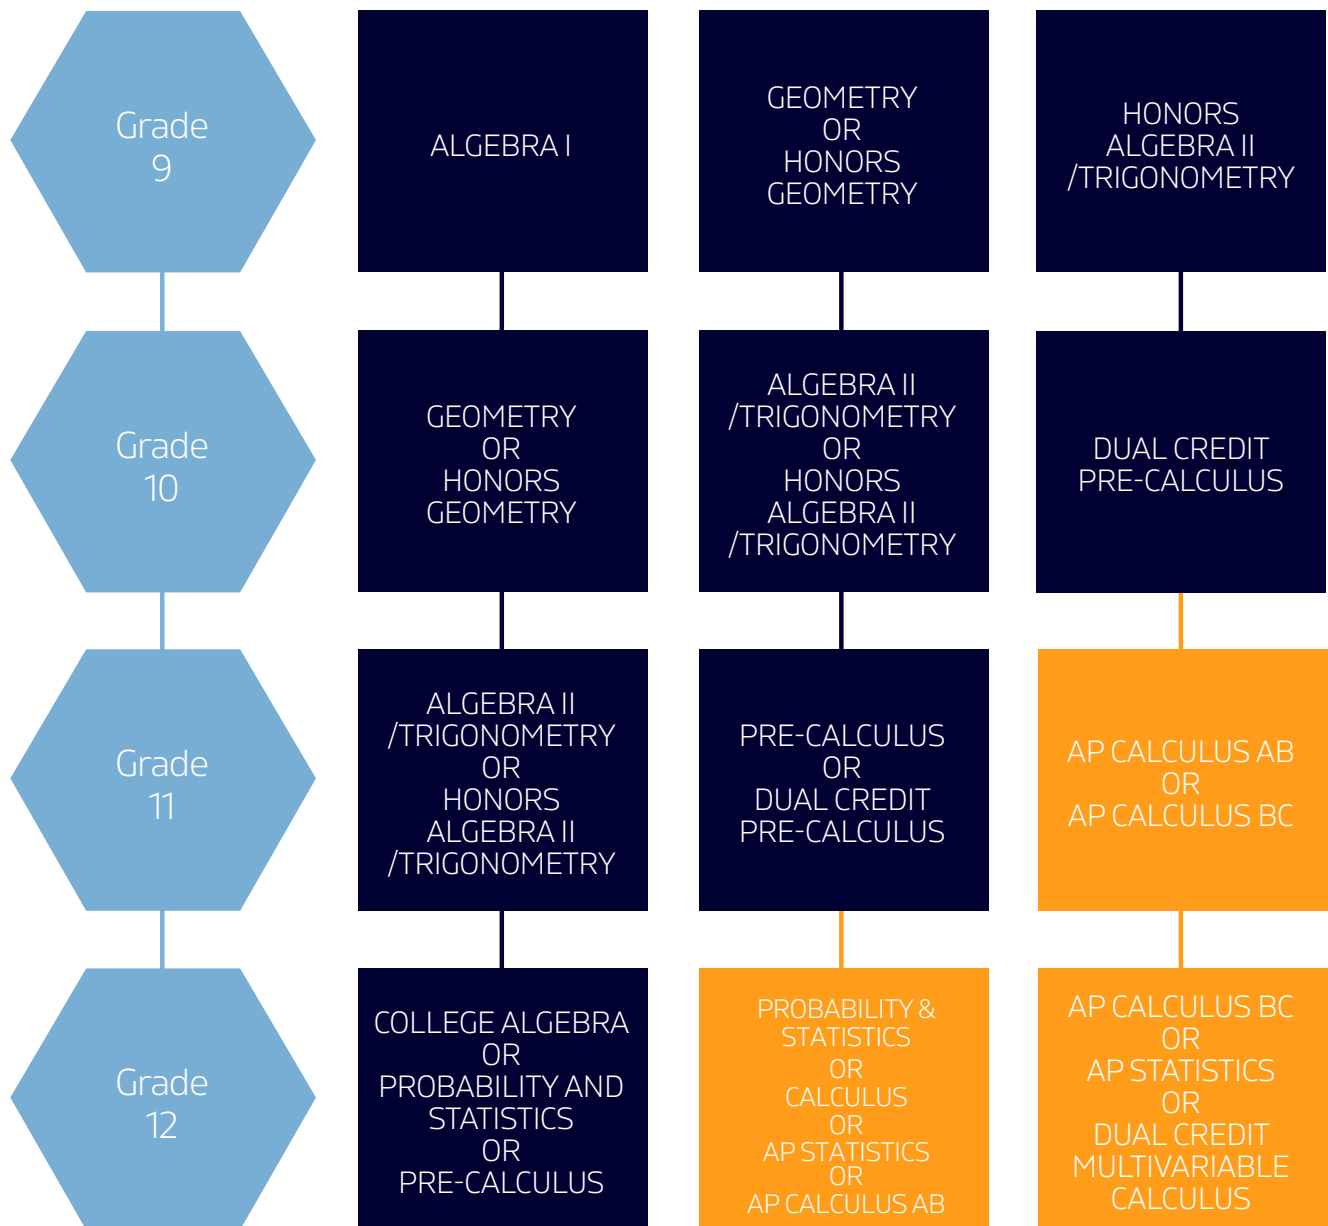 Grade
9
ALGEBRA I
GEOMETRY
OR
HONORS
GEOMETRY
HONORS
ALGEBRA II
/TRIGONOMETRY
Grade
10
GEOMETRY
OR
HONORS
GEOMETRY
ALGEBRA II
/TRIGONOMETRY
OR
HONORS
ALGEBRA II
/TRIGONOMETRY
DUAL CREDIT
PRE-CALCULUS
Grade
11
ALGEBRA II
/TRIGONOMETRY
OR
HONORS
ALGEBRA II
/TRIGONOMETRY
PRE-CALCULUS
OR
DUAL CREDIT
PRE-CALCULUS
AP CALCULUS AB
OR
AP CALCULUS BC
Grade
12
COLLEGE ALGEBRA
OR
PROBABILITY AND
STATISTICS
OR
PRE-CALCULUS
PROBABILITY &
STATISTICS
OR
CALCULUS
OR
AP STATISTICS
OR
AP CALCULUS AB
AP CALCULUS BC
OR
AP STATISTICS
OR
DUAL CREDIT
MULTIVARIABLE
CALCULUS